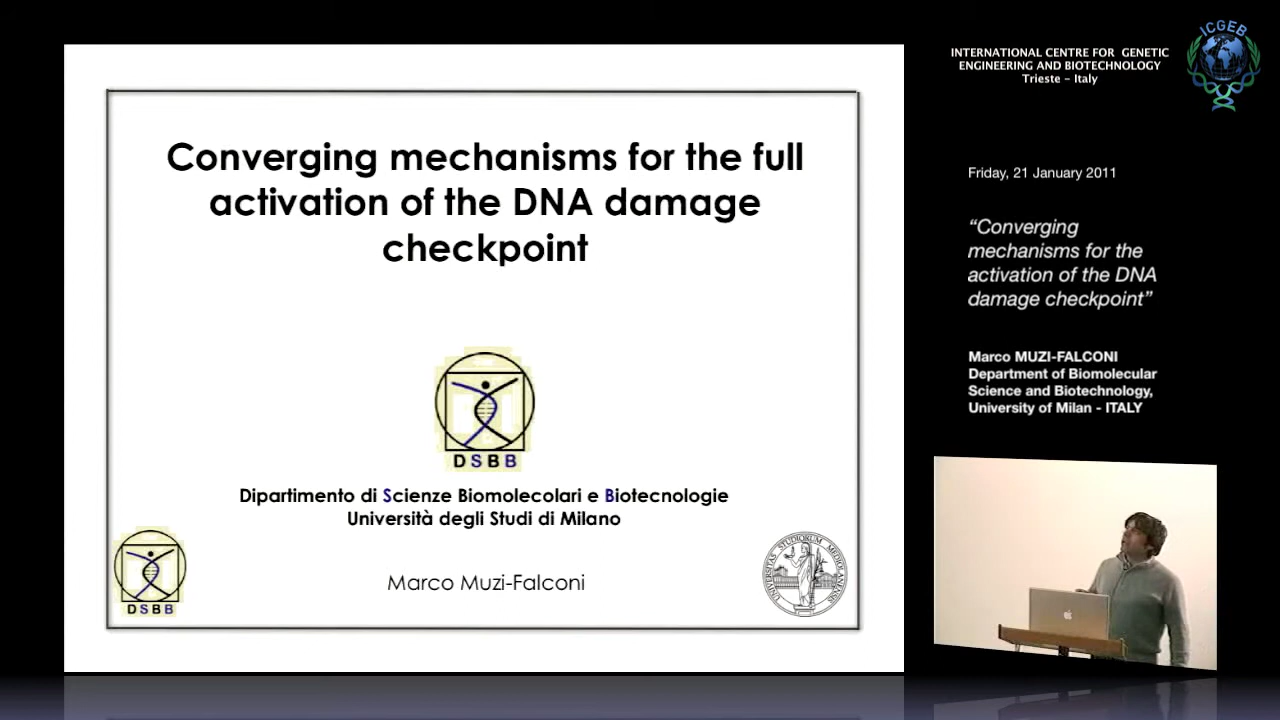 Converging mechanisms for the full
activation of the DNA damage
checkpoint
DSBB
Dipartimento di Scienze Biomolecolari e Biotecnologie
Università degli Studi di Milano
Marco Muzi-Falconi
DSBB
UNIVERSITAS STUDIORUM MEDIOLANENSIS
ICGEB
INTERNATIONAL CENTRE FOR GENETIC
ENGINEERING AND BIOTECHNOLOGY
Trieste – Italy
Friday, 21 January 2011
“Converging
mechanisms for the
activation of the DNA
damage checkpoint”
Marco MUZI-FALCONI
Department of Biomolecular
Science and Biotechnology,
University of Milan - ITALY